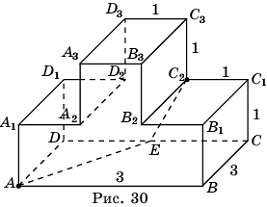 D₃ 1 C₃
A₃ B₃ 1
D₁ D₂ C₂ 1 C₁
A₁ A₂ B₂ B₁ 1
D E C
A 3 B 3
Рис. 30